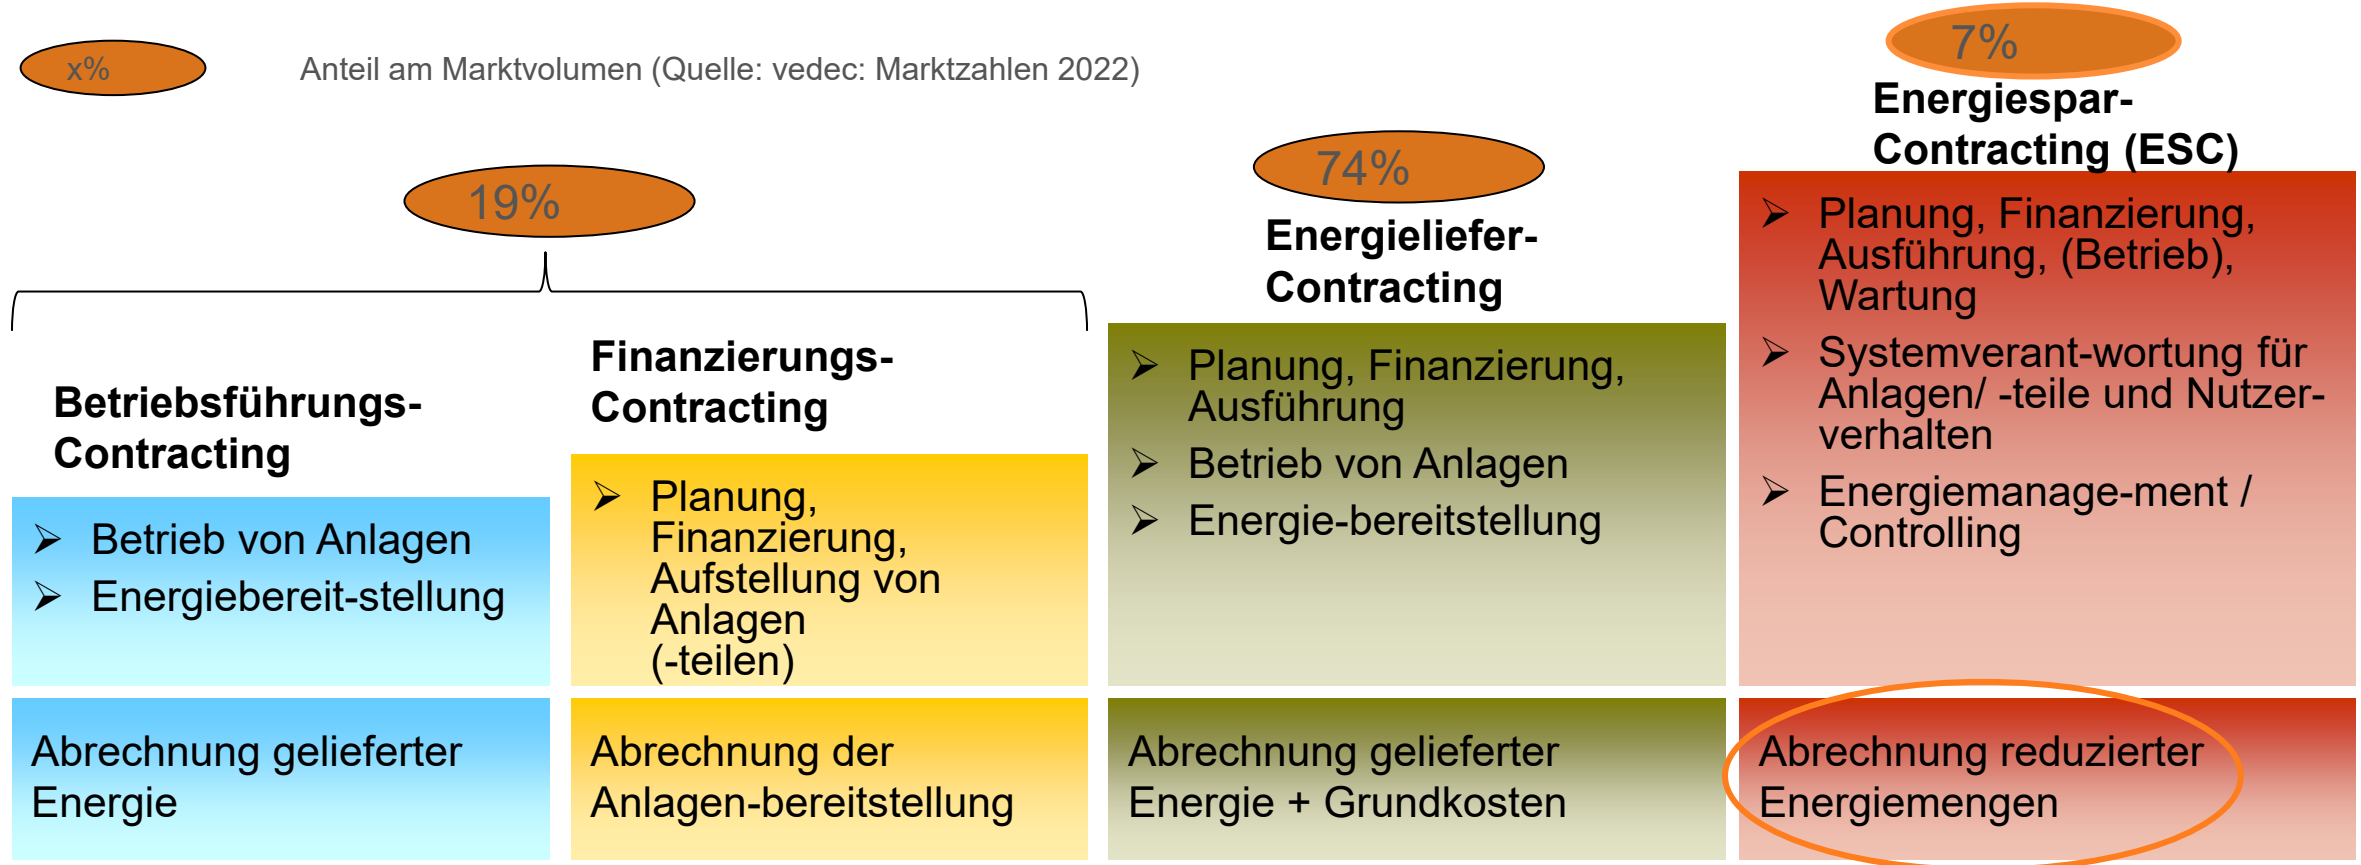 x%
Anteil am Marktvolumen (Quelle: vedec: Marktzahlen 2022)
19%
Betriebsführungs-
Contracting
➢ Betrieb von Anlagen
➢ Energiebereit-stellung
Abrechnung gelieferter
Energie
Finanzierungs-
Contracting
➢ Planung,
Finanzierung,
Aufstellung von
Anlagen
(-teilen)
Abrechnung der
Anlagen-bereitstellung
74%
Energieliefer-
Contracting
➢ Planung, Finanzierung,
Ausführung
➢ Betrieb von Anlagen
➢ Energie-bereitstellung
Abrechnung gelieferter
Energie + Grundkosten
7%
Energiespar-
Contracting (ESC)
➢ Planung, Finanzierung,
Ausführung, (Betrieb),
Wartung
➢ Systemverant-wortung für
Anlagen/ -teile und Nutzer-
verhalten
➢ Energiemanage-ment /
Controlling
Abrechnung reduzierter
Energiemengen